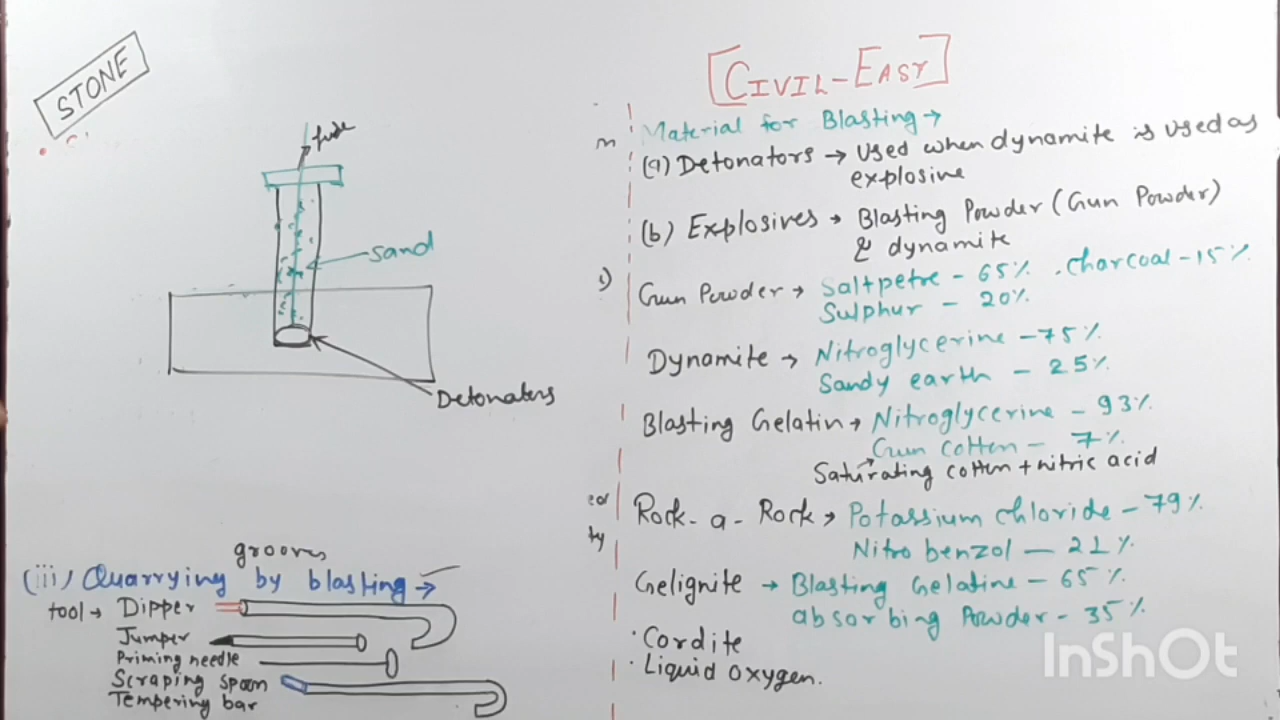 STONE
fuse
sand
Detonaters
grooves
(iii) Quarrying by blasting →
tool → Dipper
Jumper
Priming needle
Scraping spoon
Tempering bar
[CIVIL-EASY]
Material for Blasting →
(a) Detonators → Used when dynamite is used as
explosive
(b) Explosives → Blasting Powder (Gun Powder)
& dynamite
Gun Powder → Saltpetre - 65% . Charcoal - 15%
Sulphur - 20%
Dynamite → Nitroglycerine - 75%
Sandy earth - 25%
Blasting Gelatin → Nitroglycerine - 93%
Gun cotton - 7%
Saturating cotton + nitric acid
Rock-a-Rock → Potassium chloride - 79%
Nitro benzol - 21%
Gelignite → Blasting Gelatine - 65%
absorbing Powder - 35%
· Cordite
· Liquid oxygen.
InShOt